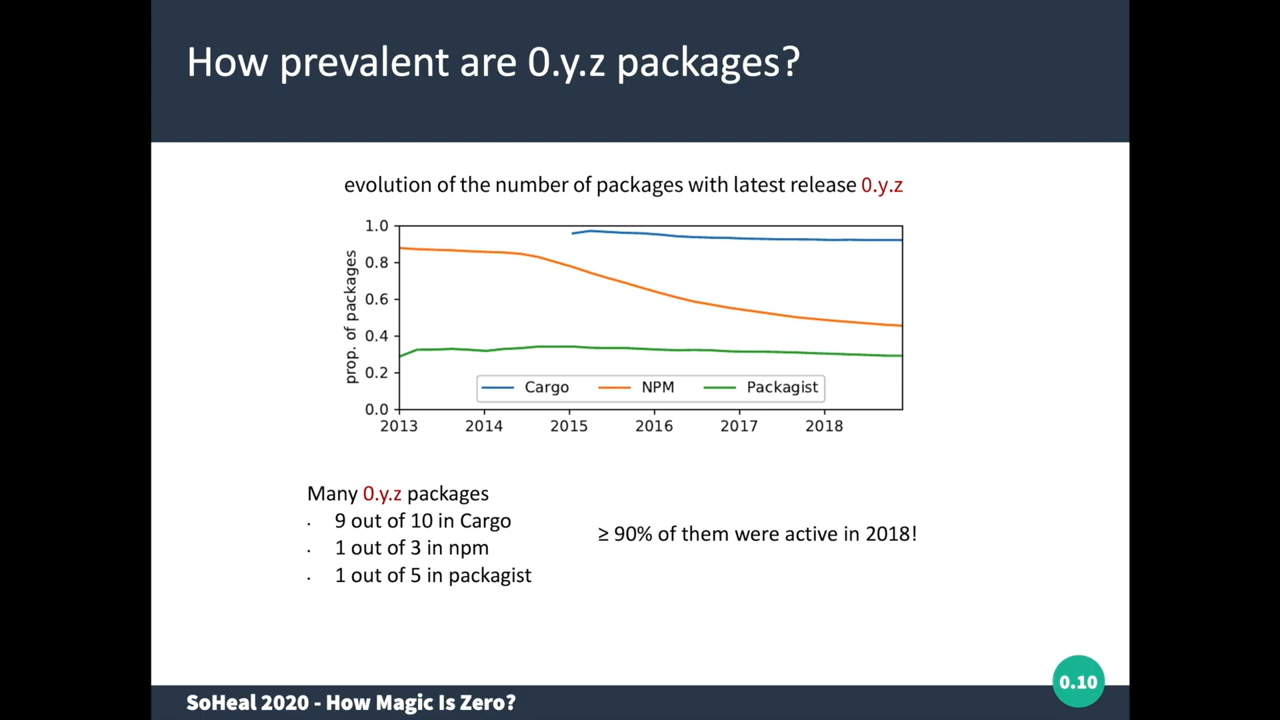 How prevalent are 0.y.z packages?
evolution of the number of packages with latest release 0.y.z
prop. of packages
1.0
0.8
0.6
0.4
0.2
0.0
Cargo NPM Packagist
2013 2014 2015 2016 2017 2018
Many 0.y.z packages
· 9 out of 10 in Cargo
· 1 out of 3 in npm
· 1 out of 5 in packagist
≥ 90% of them were active in 2018!
SoHeal 2020 - How Magic Is Zero?
0.10